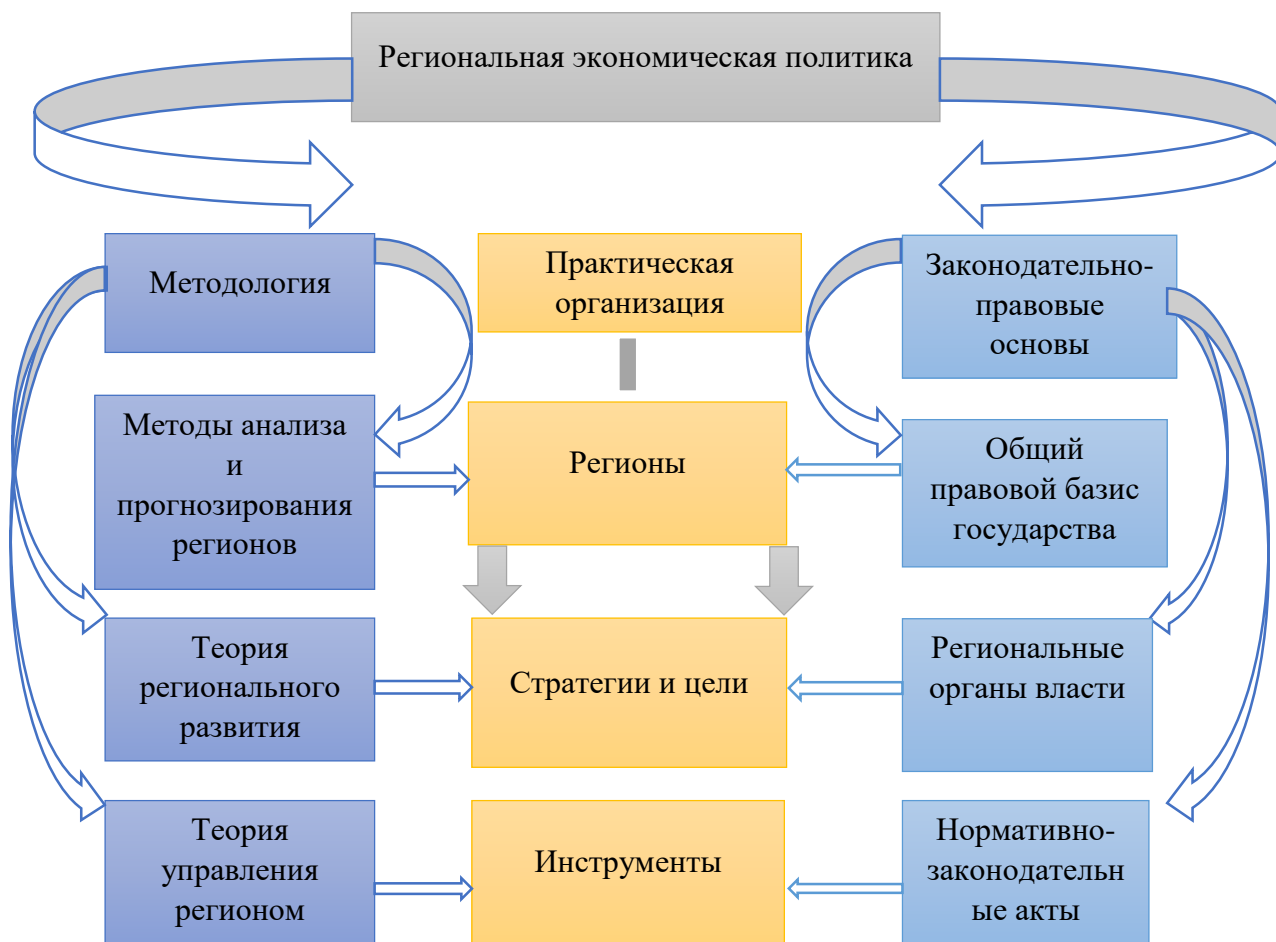 Региональная экономическая политика
Методология
Практическая
организация
Законодательно-
правовые
основы
Методы анализа
и
прогнозирования
регионов
Регионы
Общий
правовой базис
государства
Теория
регионального
развития
Стратегии и цели
Региональные
органы власти
Теория
управления
регионом
Инструменты
Нормативно-
законодательн
ые акты